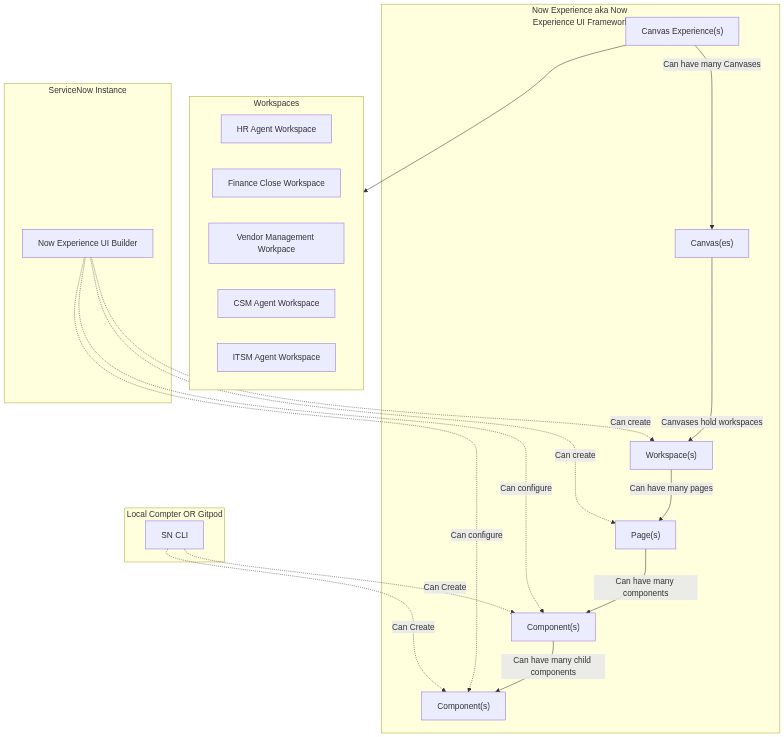 Now Experience aka Now
Experience UI Framework
Canvas Experience(s)
Can have many Canvases
ServiceNow Instance
Workspaces
HR Agent Workspace
Finance Close Workspace
Now Experience UI Builder
Vendor Management
Workpace
Canvas(es)
CSM Agent Workspace
ITSM Agent Workspace
Can create
Canvases hold workspaces
Can create
Workspace(s)
Can configure
Can have many pages
Local Compter OR Gitpod
SN CLI
Can configure
Page(s)
Can Create
Can have many
components
Can Create
Component(s)
Can have many child
components
Component(s)